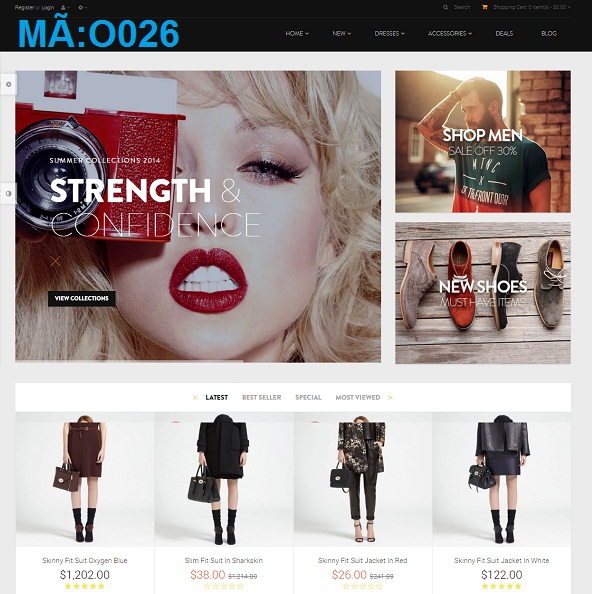 Register or Login
Search
Shopping Cart: 0 item(s) - $0.00
MÃ:O026
HOME
NEW
DRESSES
ACCESSORIES
DEALS
BLOG
SUMMER COLLECTIONS 2014
STRENGTH &
CONFIDENCE
VIEW COLLECTIONS
SHOP MEN
SALE OFF 30%
NEW SHOES
MUST HAVE ITEMS
LATEST
BEST SELLER
SPECIAL
MOST VIEWED
Skinny Fit Suit Oxygen Blue
$1,202.00
Slim Fit Suit In Sharkskin
$38.00 $1,214.00
Skinny Fit Suit Jacket In Red
$26.00 $241.99
Skinny Fit Suit Jacket In White
$122.00